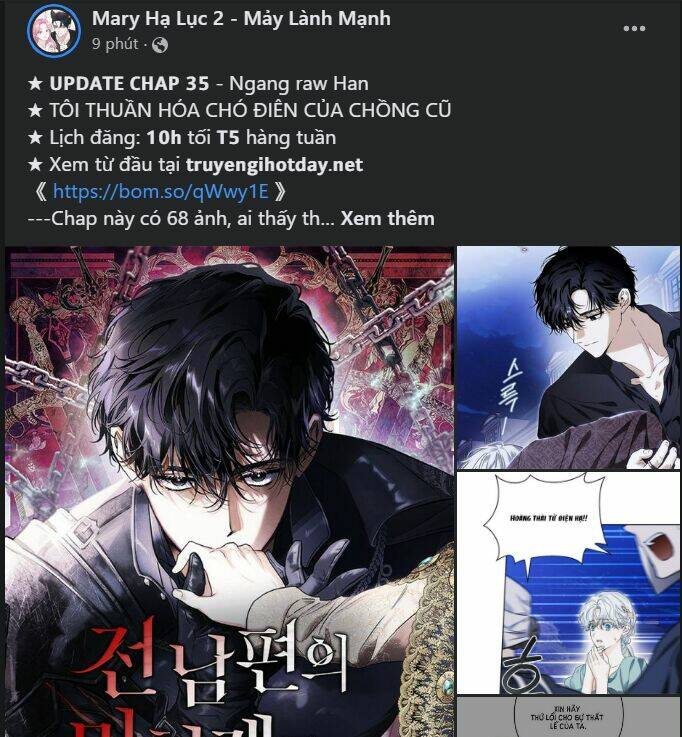 Mary Hạ Lục 2 - Mảy Lành Mạnh
9 phút ·
★ UPDATE CHAP 35 - Ngang raw Han
★ TÔI THUẦN HÓA CHÓ ĐIÊN CỦA CHỒNG CŨ
★ Lịch đăng: 10h tối T5 hàng tuần
★ Xem từ đầu tại truyengihotday.net
《 https://bom.so/qWwy1E 》
---Chap này có 68 ảnh, ai thấy th... Xem thêm
스륵
HOÀNG THÁI TỬ ĐIỆN HẠ!!
전남편의
XIN HÃY
THỨ LỖI CHO SỰ THẤT
LỄ CỦA TA.